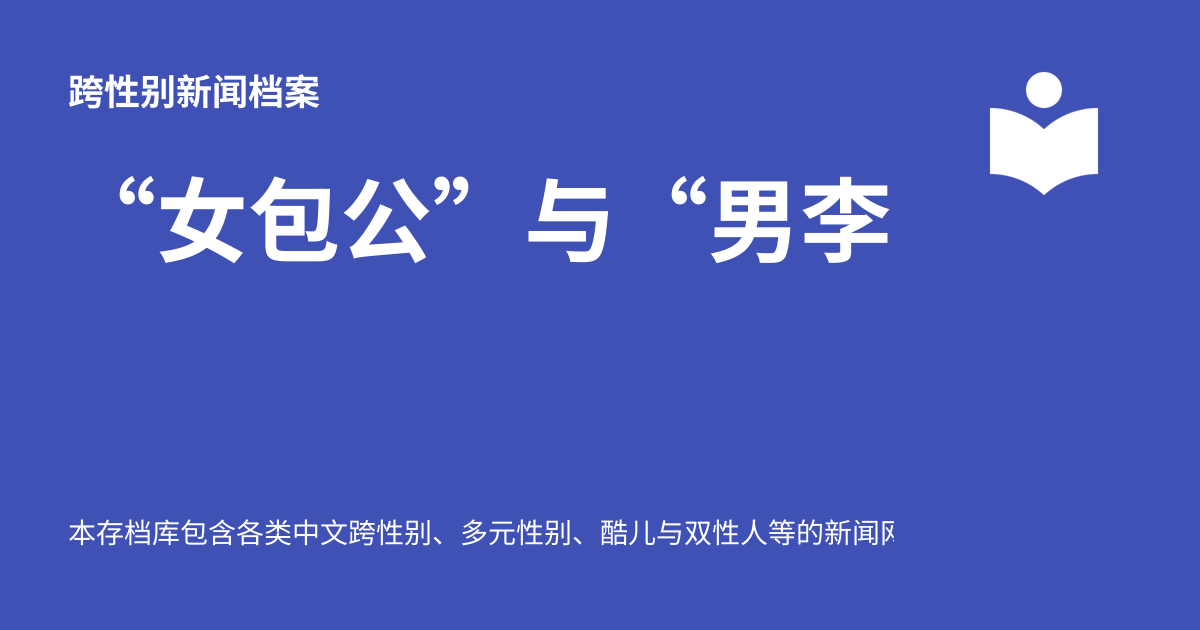 跨性别新闻档案
“女包公”与“男李
本存档库包含各类中文跨性别、多元性别、酷儿与双性人等的新闻